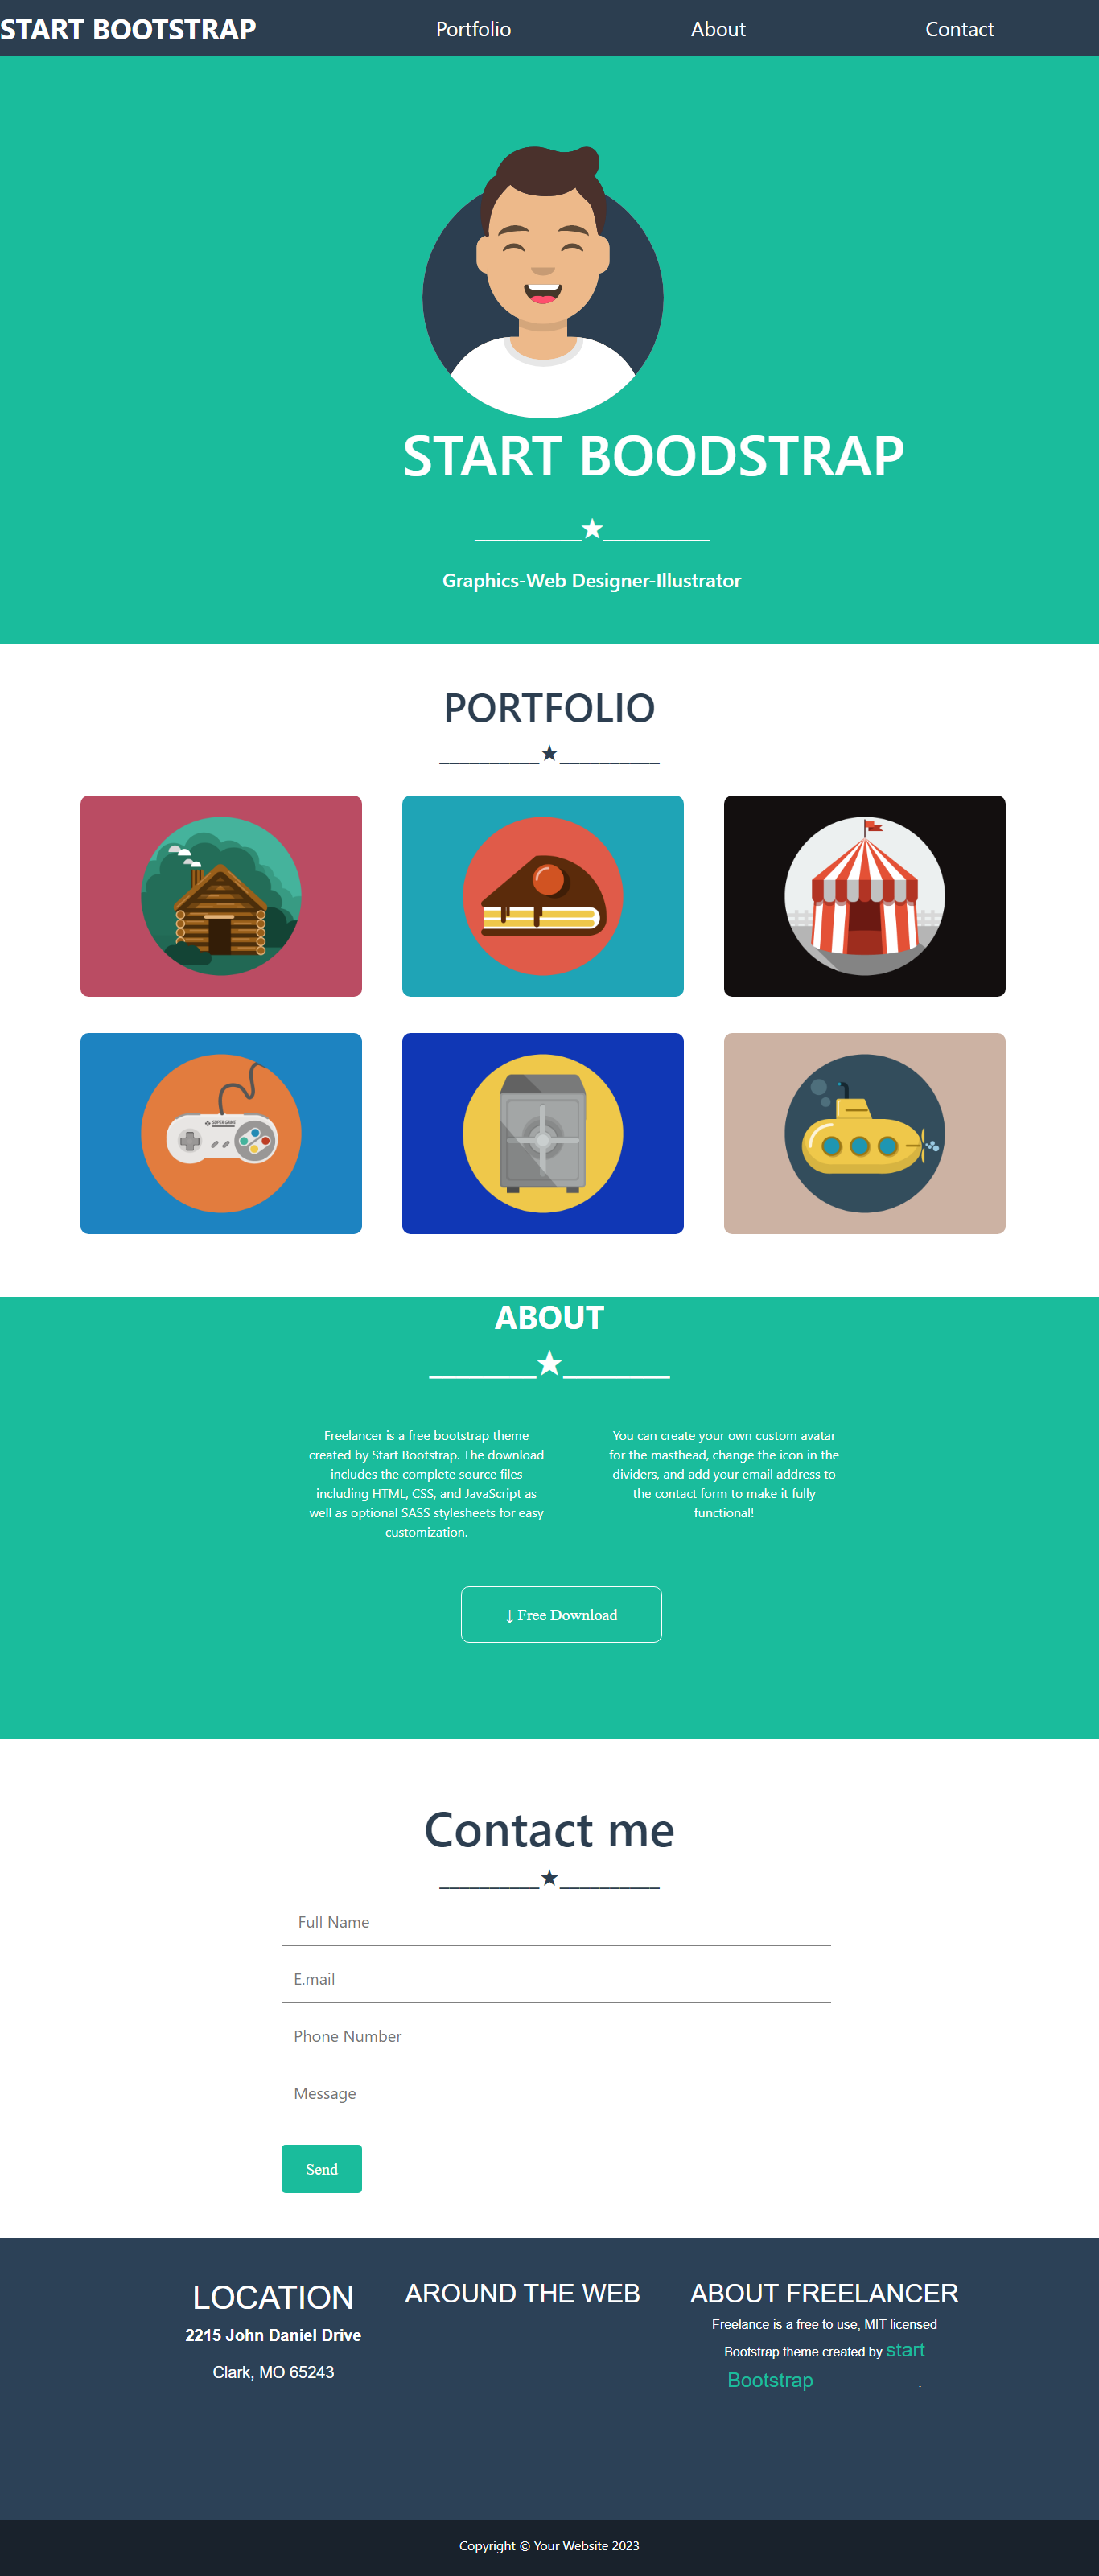 START BOOTSTRAP
Portfolio
About
Contact
START BOODSTRAP
Graphics-Web Designer-Illustrator
PORTFOLIO
SUPER GAME
ABOUT
Freelancer is a free bootstrap theme
created by Start Bootstrap. The download
includes the complete source files
including HTML, CSS, and JavaScript as
well as optional SASS stylesheets for easy
customization.
You can create your own custom avatar
for the masthead, change the icon in the
dividers, and add your email address to
the contact form to make it fully
functional!
↓ Free Download
Contact me
Full Name
E.mail
Phone Number
Message
Send
LOCATION
2215 John Daniel Drive
Clark, MO 65243
AROUND THE WEB
ABOUT FREELANCER
Freelance is a free to use, MIT licensed
Bootstrap theme created by start
Bootstrap .
Copyright © Your Website 2023